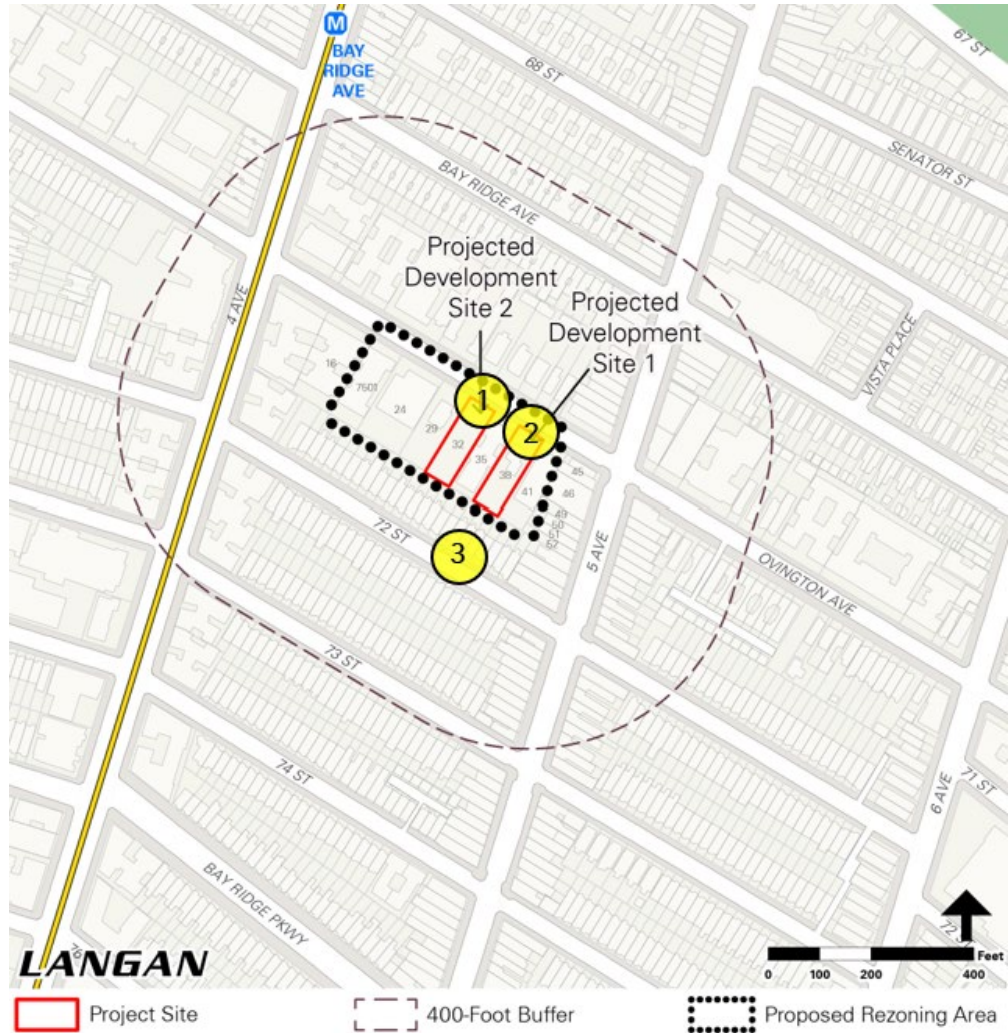 67 ST
M
BAY
RIDGE
AVE
68 ST
SENATOR ST
BAY RIDGE AVE
Projected
Development
Site 2
Projected
Development
Site 1
4 AVE
VISTA PLACE
16
7501
24
29
32
35
38
41
45
46
49
50
51
52
1
2
3
72 ST
5 AVE
OVINGTON AVE
73 ST
74 ST
6 AVE
71 ST
BAY RIDGE PKWY
LANGAN
Feet
0 100 200 400
Project Site
400-Foot Buffer
Proposed Rezoning Area